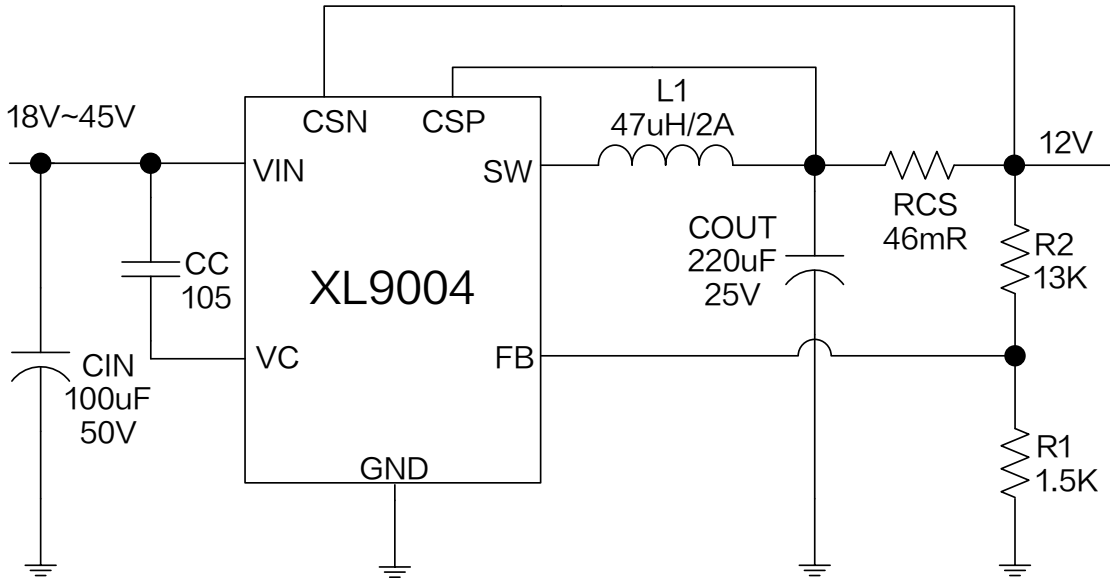 18V~45V
CSN
CSP
L1
47uH/2A
12V
VIN
SW
RCS
46mR
CC
105
XL9004
COUT
220uF
25V
R2
13K
VC
FB
CIN
100uF
50V
GND
R1
1.5K